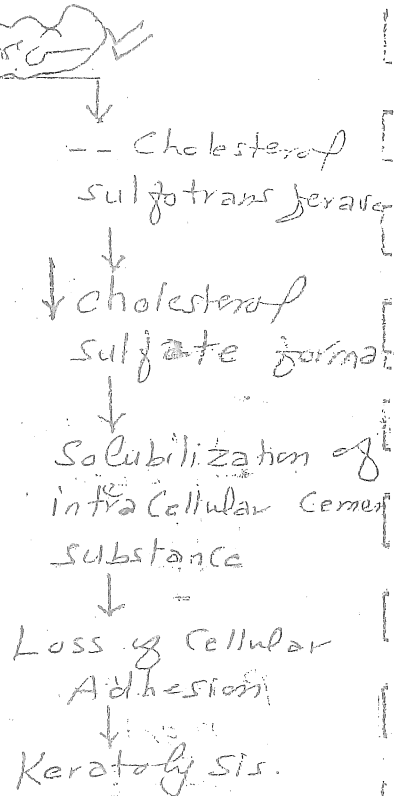 -- Cholesterol
sulfotransferase
↓ Cholesterol
sulfate forma
Solubilization of
intracellular cemen
substance
Loss of Cellular
Adhesion
Keratolysis.